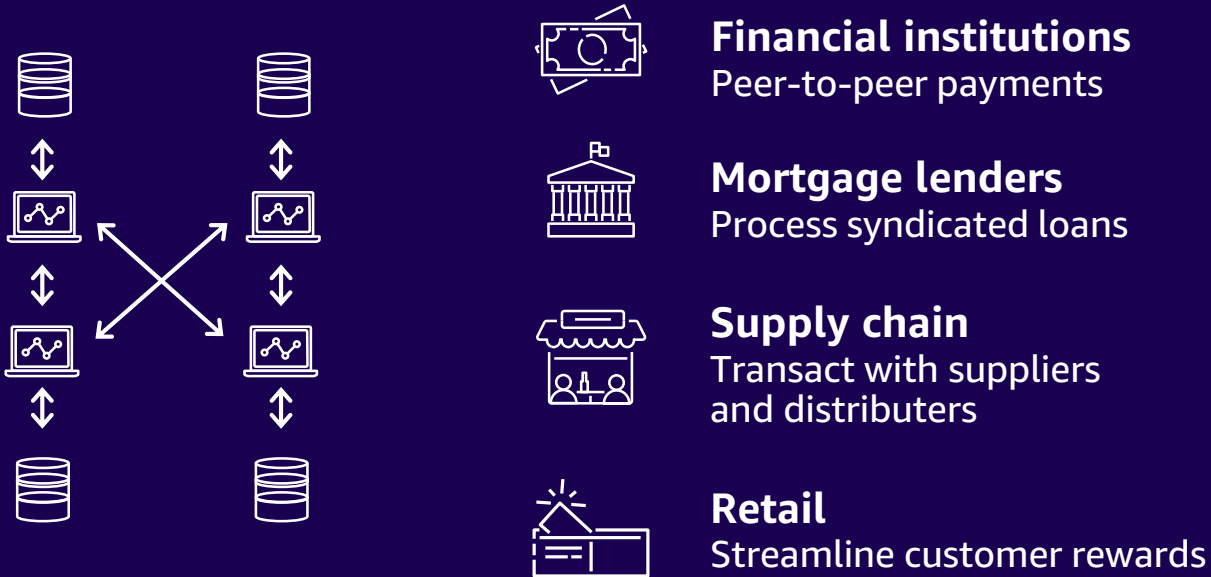 Financial institutions
Peer-to-peer payments
Mortgage lenders
Process syndicated loans
Supply chain
Transact with suppliers
and distributers
Retail
Streamline customer rewards